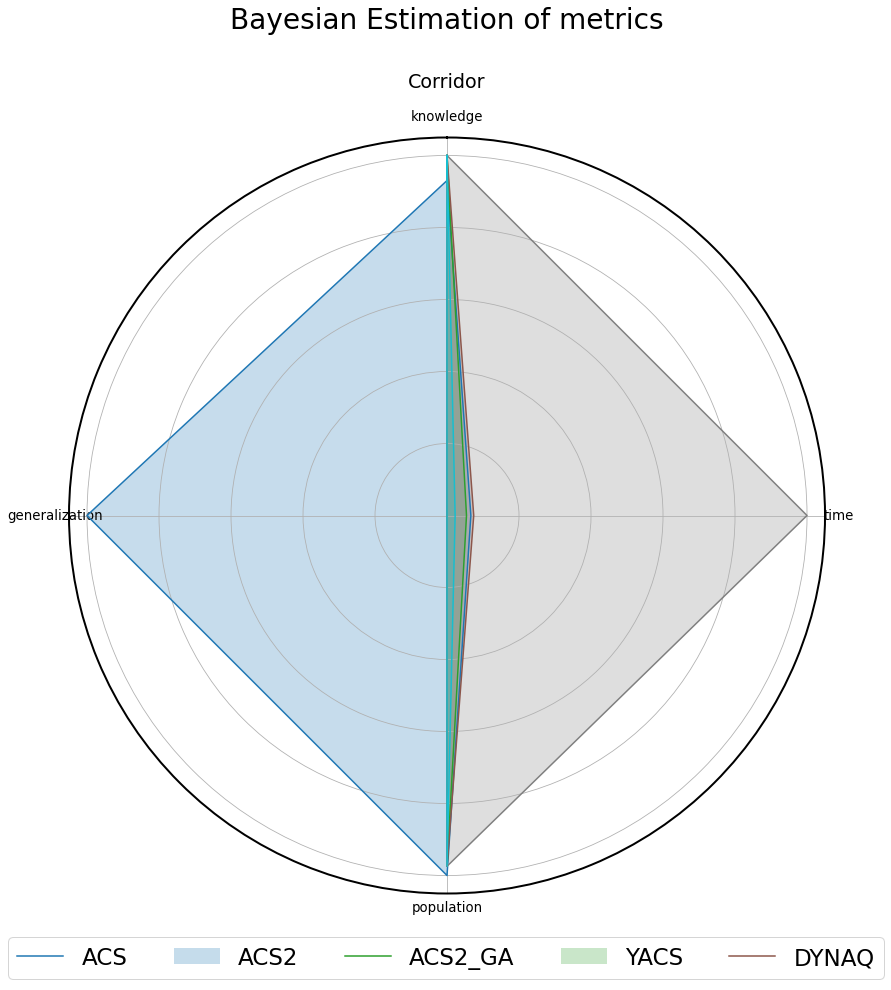 Bayesian Estimation of metrics
Corridor
knowledge
generalization
time
population
ACS ACS2 ACS2_GA YACS DYNAQ